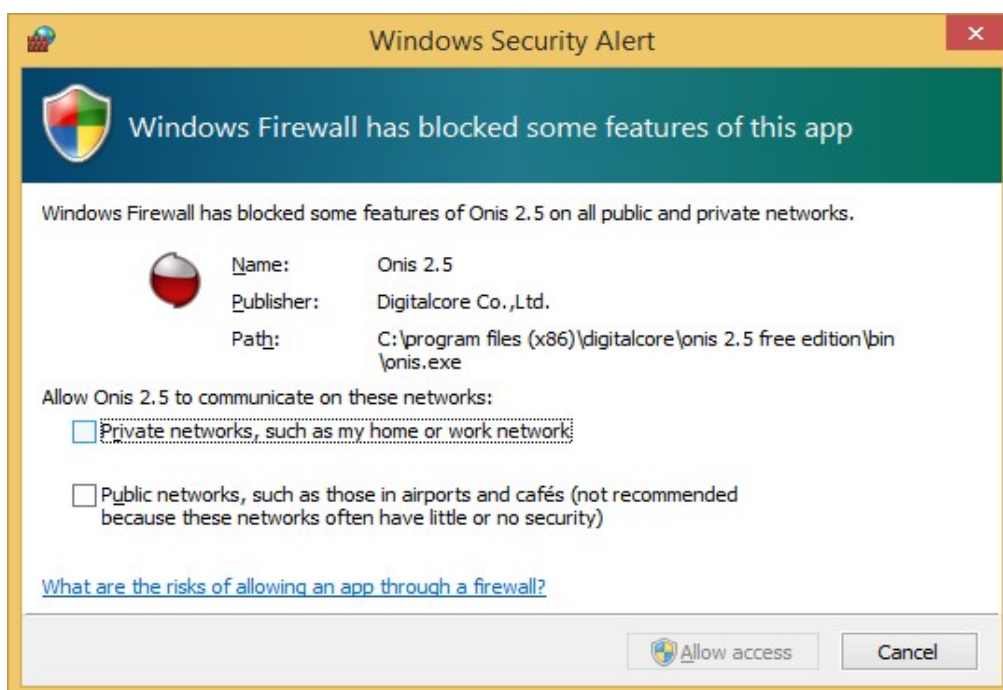 Windows Security Alert
Windows Firewall has blocked some features of this app
Windows Firewall has blocked some features of Onis 2.5 on all public and private networks.
Name: Onis 2.5
Publisher: Digitalcore Co.,Ltd.
Path: C:\program files (x86)\digitalcore\onis 2.5 free edition\bin
\onis.exe
Allow Onis 2.5 to communicate on these networks:
Private networks, such as my home or work network
Public networks, such as those in airports and cafés (not recommended
because these networks often have little or no security)
What are the risks of allowing an app through a firewall?
Allow access Cancel